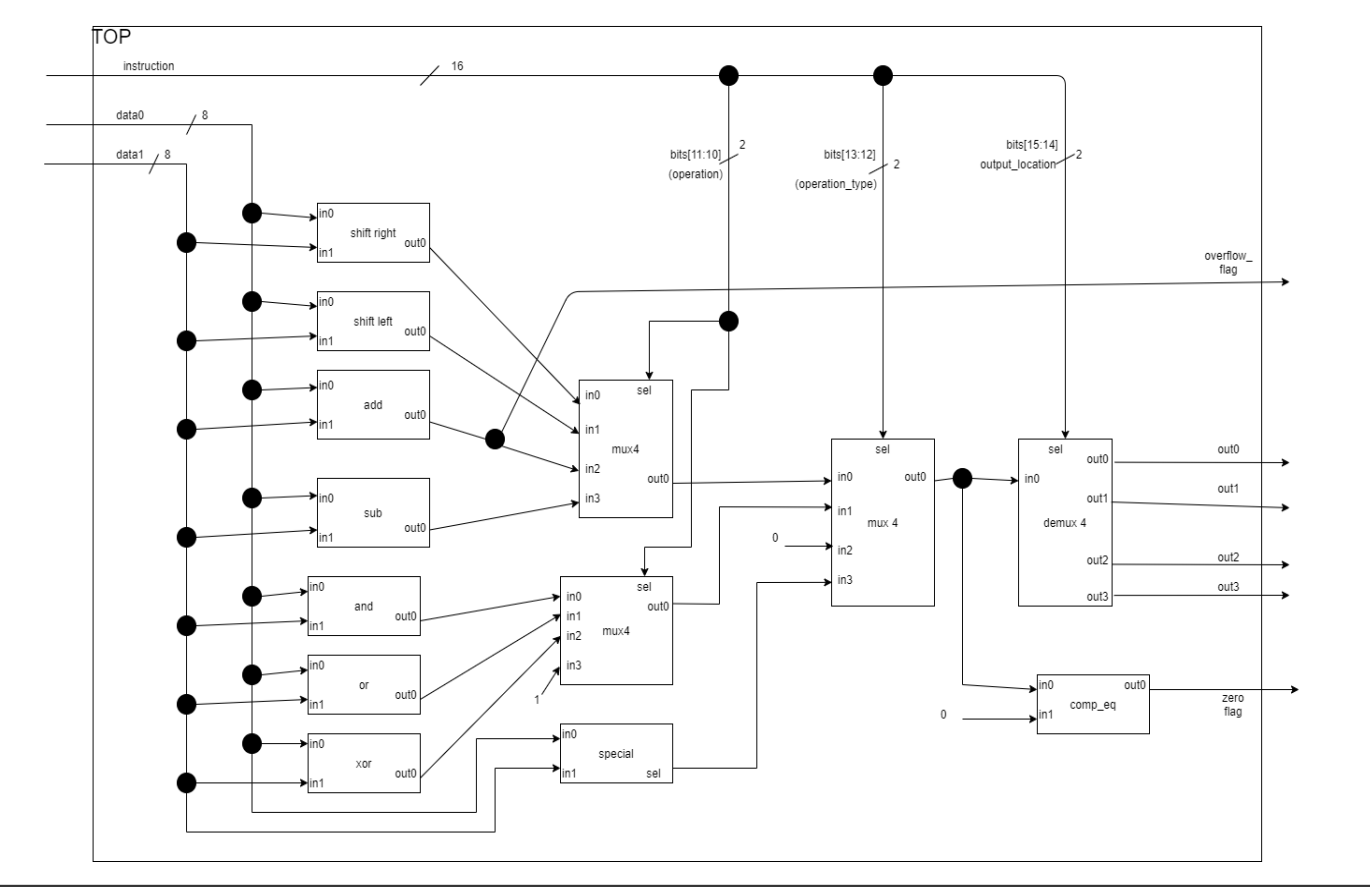 TOP
instruction
16
data0
8
data1
8
bits[11:10]
2
(operation)
bits[13:12]
2
(operation_type)
bits[15:14]
output_location
2
in0
shift right
out0
in1
overflow_
flag
in0
shift left
out0
in1
in0
add
out0
in1
in0
sub
out0
in1
sel
in0
in1
mux4
in2
out0
in3
in0
and
out0
in1
in0
or
out0
in1
in0
xor
out0
in1
sel
in0
out0
in1
mux4
in2
in3
1
in0
special
in1
sel
sel
in0
out0
in1
mux 4
0
in2
in3
sel
out0
in0
out1
demux 4
out2
out3
out0
out1
out2
out3
in0
out0
comp_eq
0
in1
zero
flag